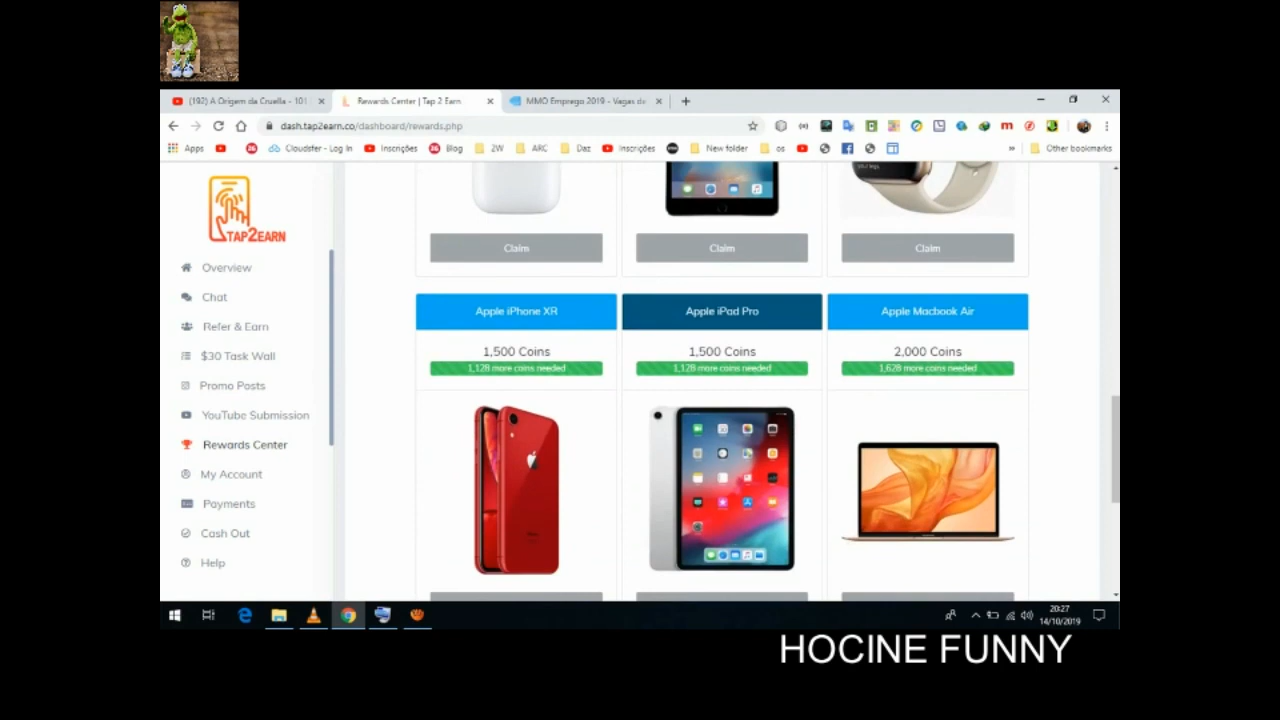 (192) A Origem da Cruella - 101
Rewards Center | Tap 2 Earn
MMO Emprego 2019 - Vagas de
dash.tap2earn.co/dashboard/rewards.php
Apps
Cloudsfer - Log In
Inscrições
Blog
2W
ARC
Daz
Inscrições
New folder
os
Other bookmarks
TAP2EARN
Overview
Chat
Refer & Earn
$30 Task Wall
Promo Posts
YouTube Submission
Rewards Center
My Account
Payments
Cash Out
Help
Claim
Claim
Claim
Apple iPhone XR
Apple iPad Pro
Apple Macbook Air
1,500 Coins
1,500 Coins
2,000 Coins
1,128 more coins needed
1,128 more coins needed
1,628 more coins needed
20:27
14/10/2019
HOCINE FUNNY